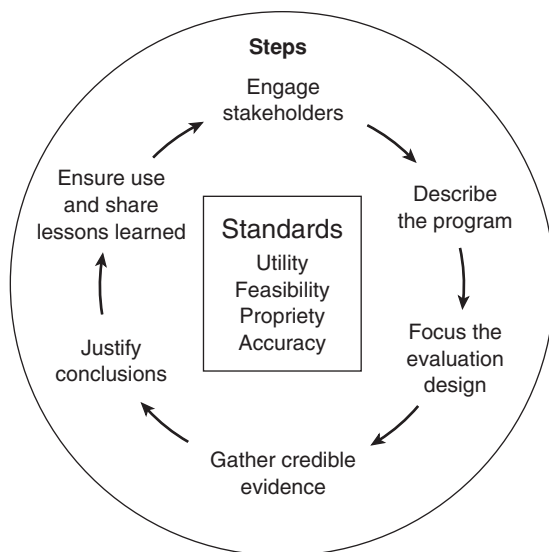 Steps
Engage
stakeholders
Describe
the program
Focus the
evaluation
design
Gather credible
evidence
Justify
conclusions
Ensure use
and share
lessons learned
Standards
Utility
Feasibility
Propriety
Accuracy